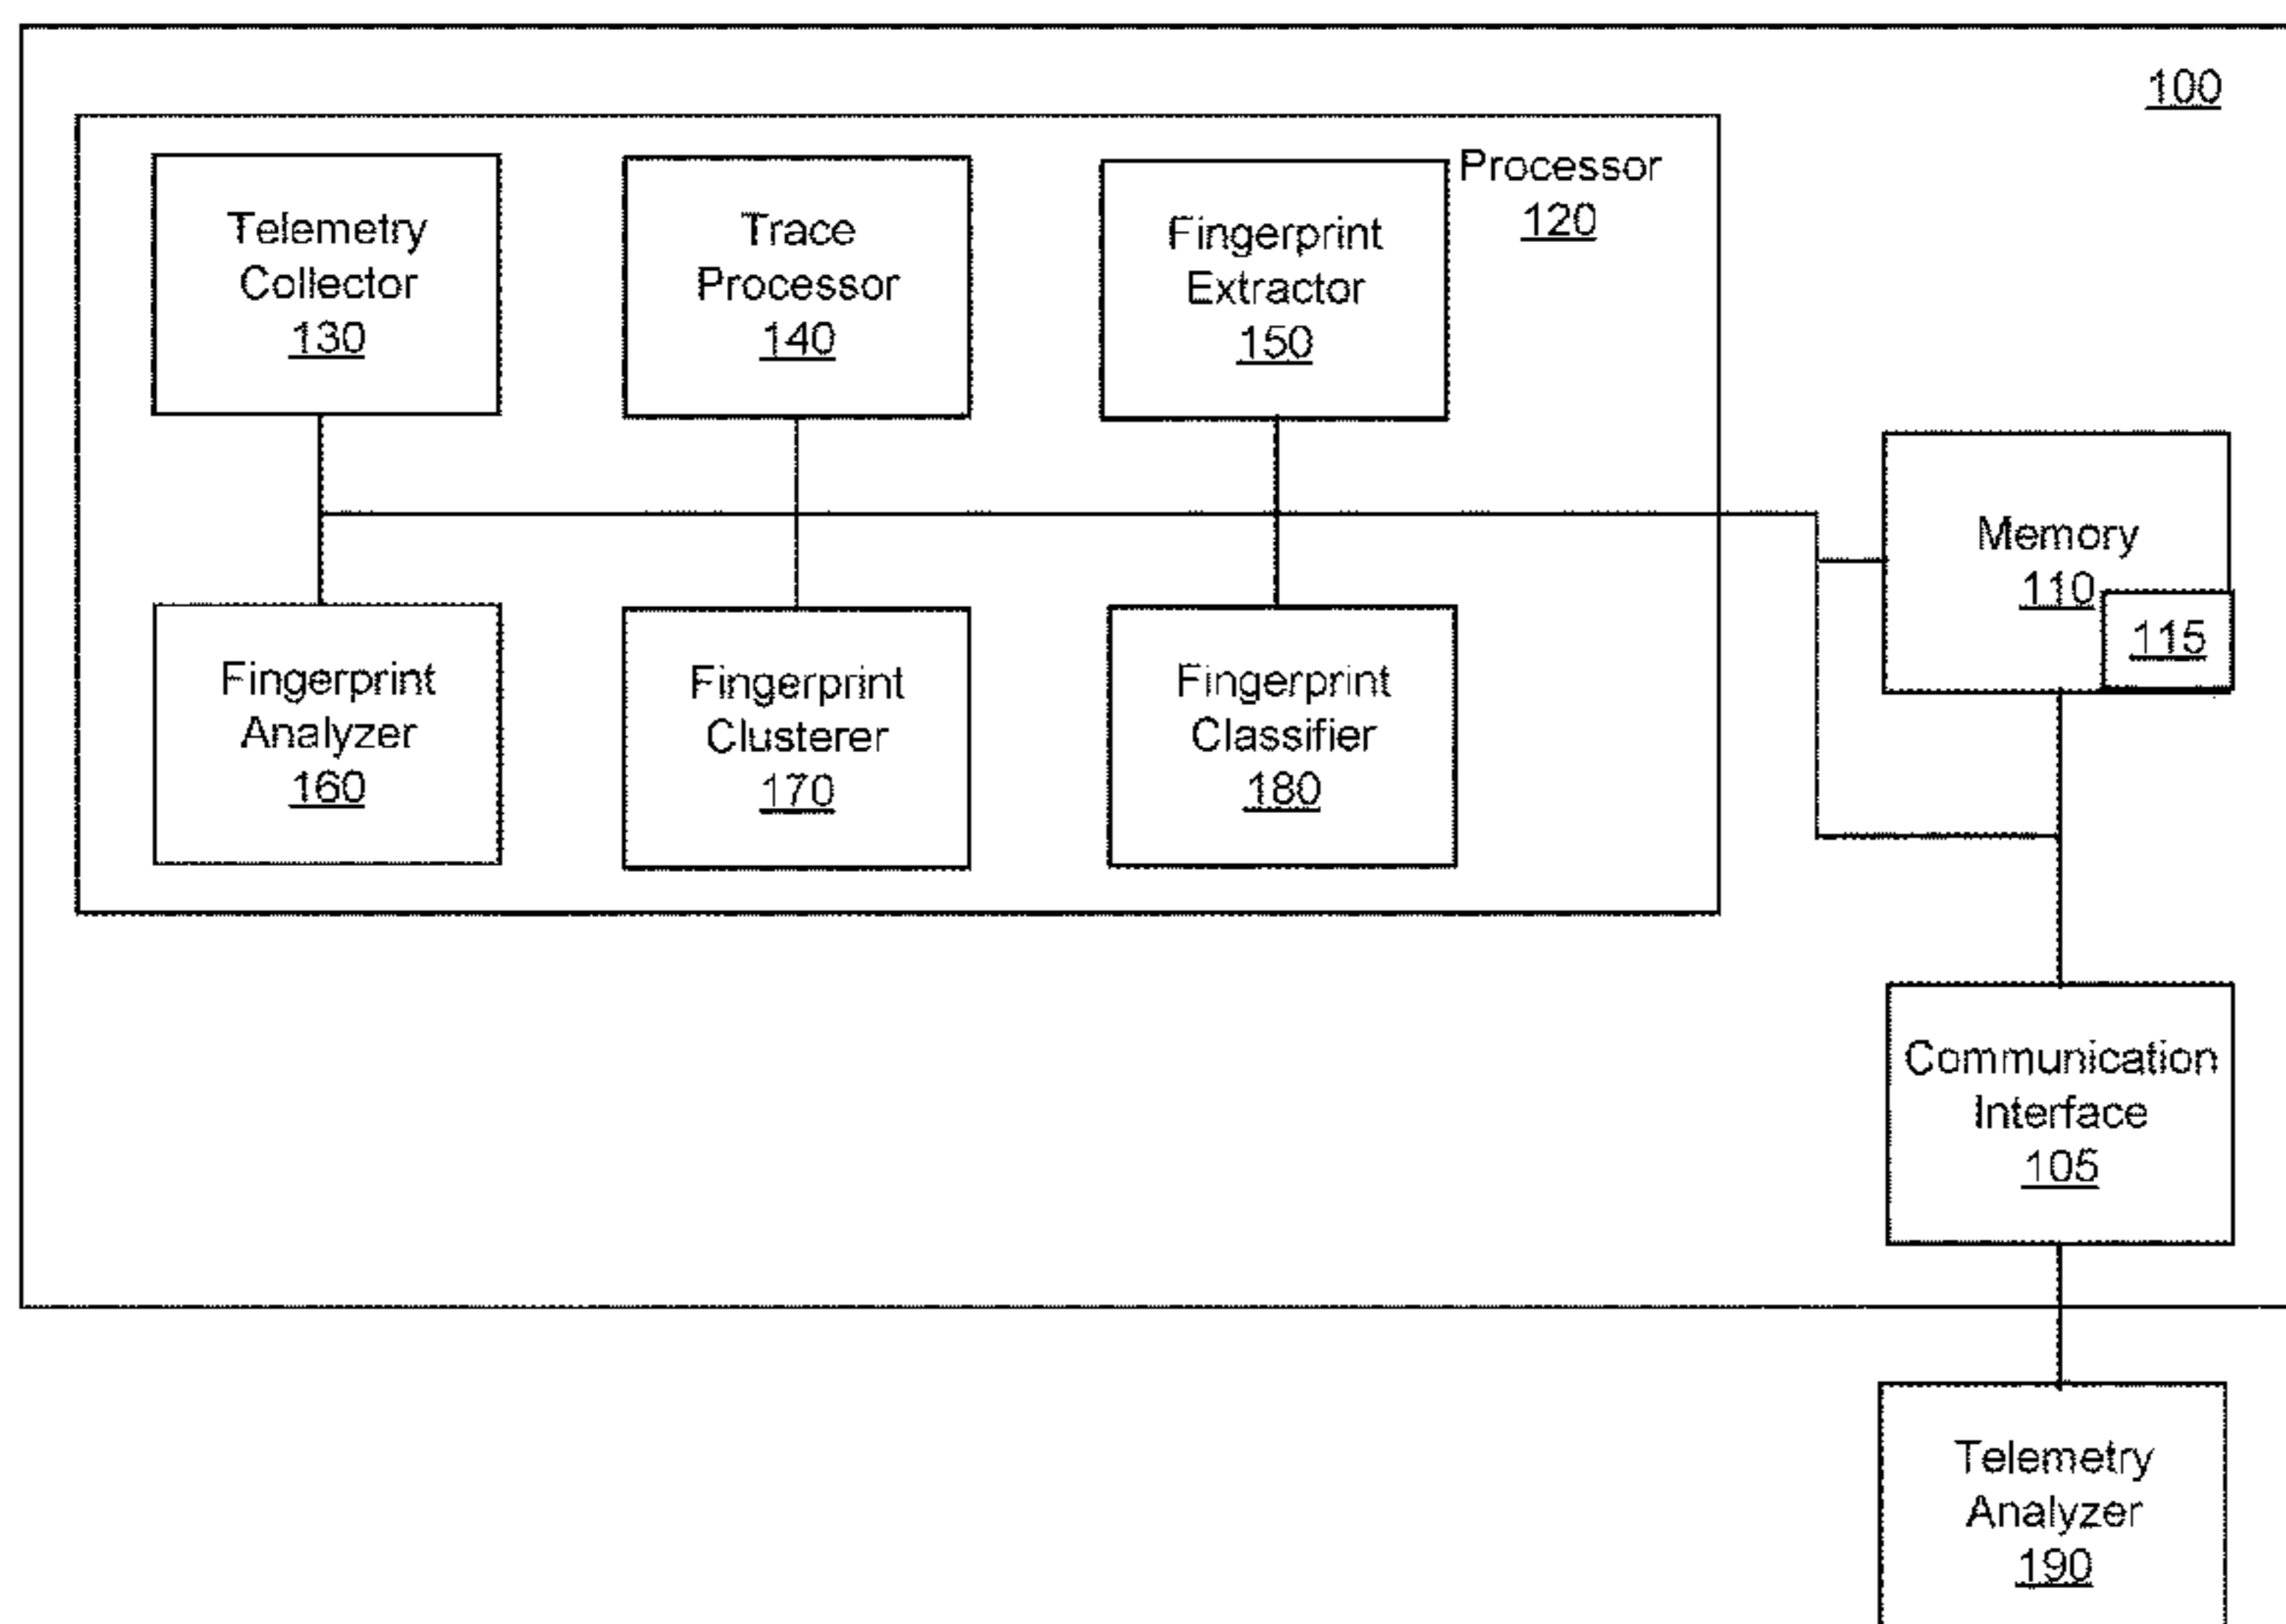 100
Processor
120
Telemetry
Collector
130
Trace
Processor
140
Fingerprint
Extractor
150
Memory
110
115
Fingerprint
Analyzer
160
Fingerprint
Clusterer
170
Fingerprint
Classifier
180
Communication
Interface
105
Telemetry
Analyzer
190